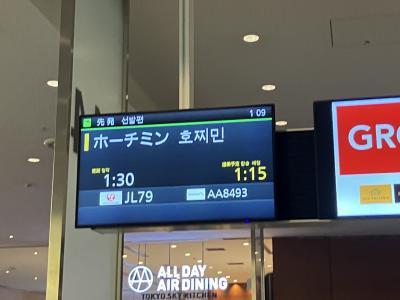 1 09
先発 선발편
ホーチミン 호찌민
1:30
1:15
JL79
AA8493
GRO
ALL DAY
AIR DINING
TOKYO SKY KITCHEN